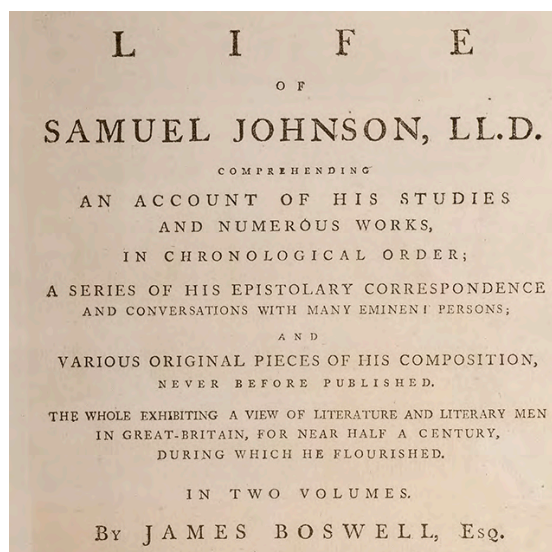 LIFE
OF
SAMUEL JOHNSON, LL.D.
COMPREHENDING
AN ACCOUNT OF HIS STUDIES
AND NUMEROUS WORKS,
IN CHRONOLOGICAL ORDER;
A SERIES OF HIS EPISTOLARY CORRESPONDENCE
AND CONVERSATIONS WITH MANY EMINENT PERSONS;
AND
VARIOUS ORIGINAL PIECES OF HIS COMPOSITION,
NEVER BEFORE PUBLISHED.
THE WHOLE EXHIBITING A VIEW OF LITERATURE AND LITERARY MEN
IN GREAT-BRITAIN, FOR NEAR HALF A CENTURY,
DURING WHICH HE FLOURISHED.
IN TWO VOLUMES.
BY JAMES BOSWELL, ESQ.